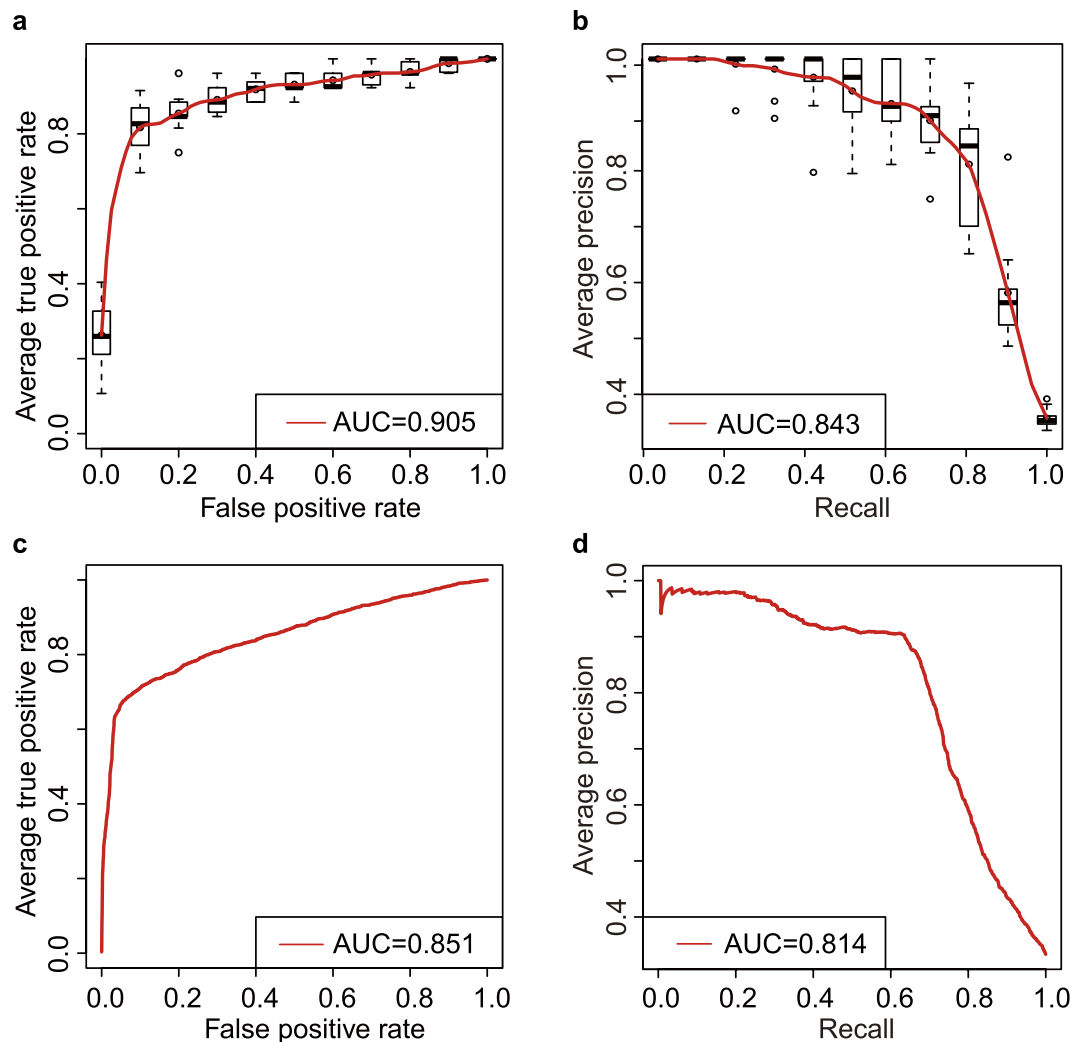 a
Average true positive rate
0.8
0.4
0.0
AUC=0.905
0.0 0.2 0.4 0.6 0.8 1.0
False positive rate
b
Average precision
1.0
0.8
0.6
0.4
AUC=0.843
0.0 0.2 0.4 0.6 0.8 1.0
Recall
c
Average true positive rate
0.8
0.4
0.0
AUC=0.851
0.0 0.2 0.4 0.6 0.8 1.0
False positive rate
d
Average precision
1.0
0.8
0.6
0.4
AUC=0.814
0.0 0.2 0.4 0.6 0.8 1.0
Recall